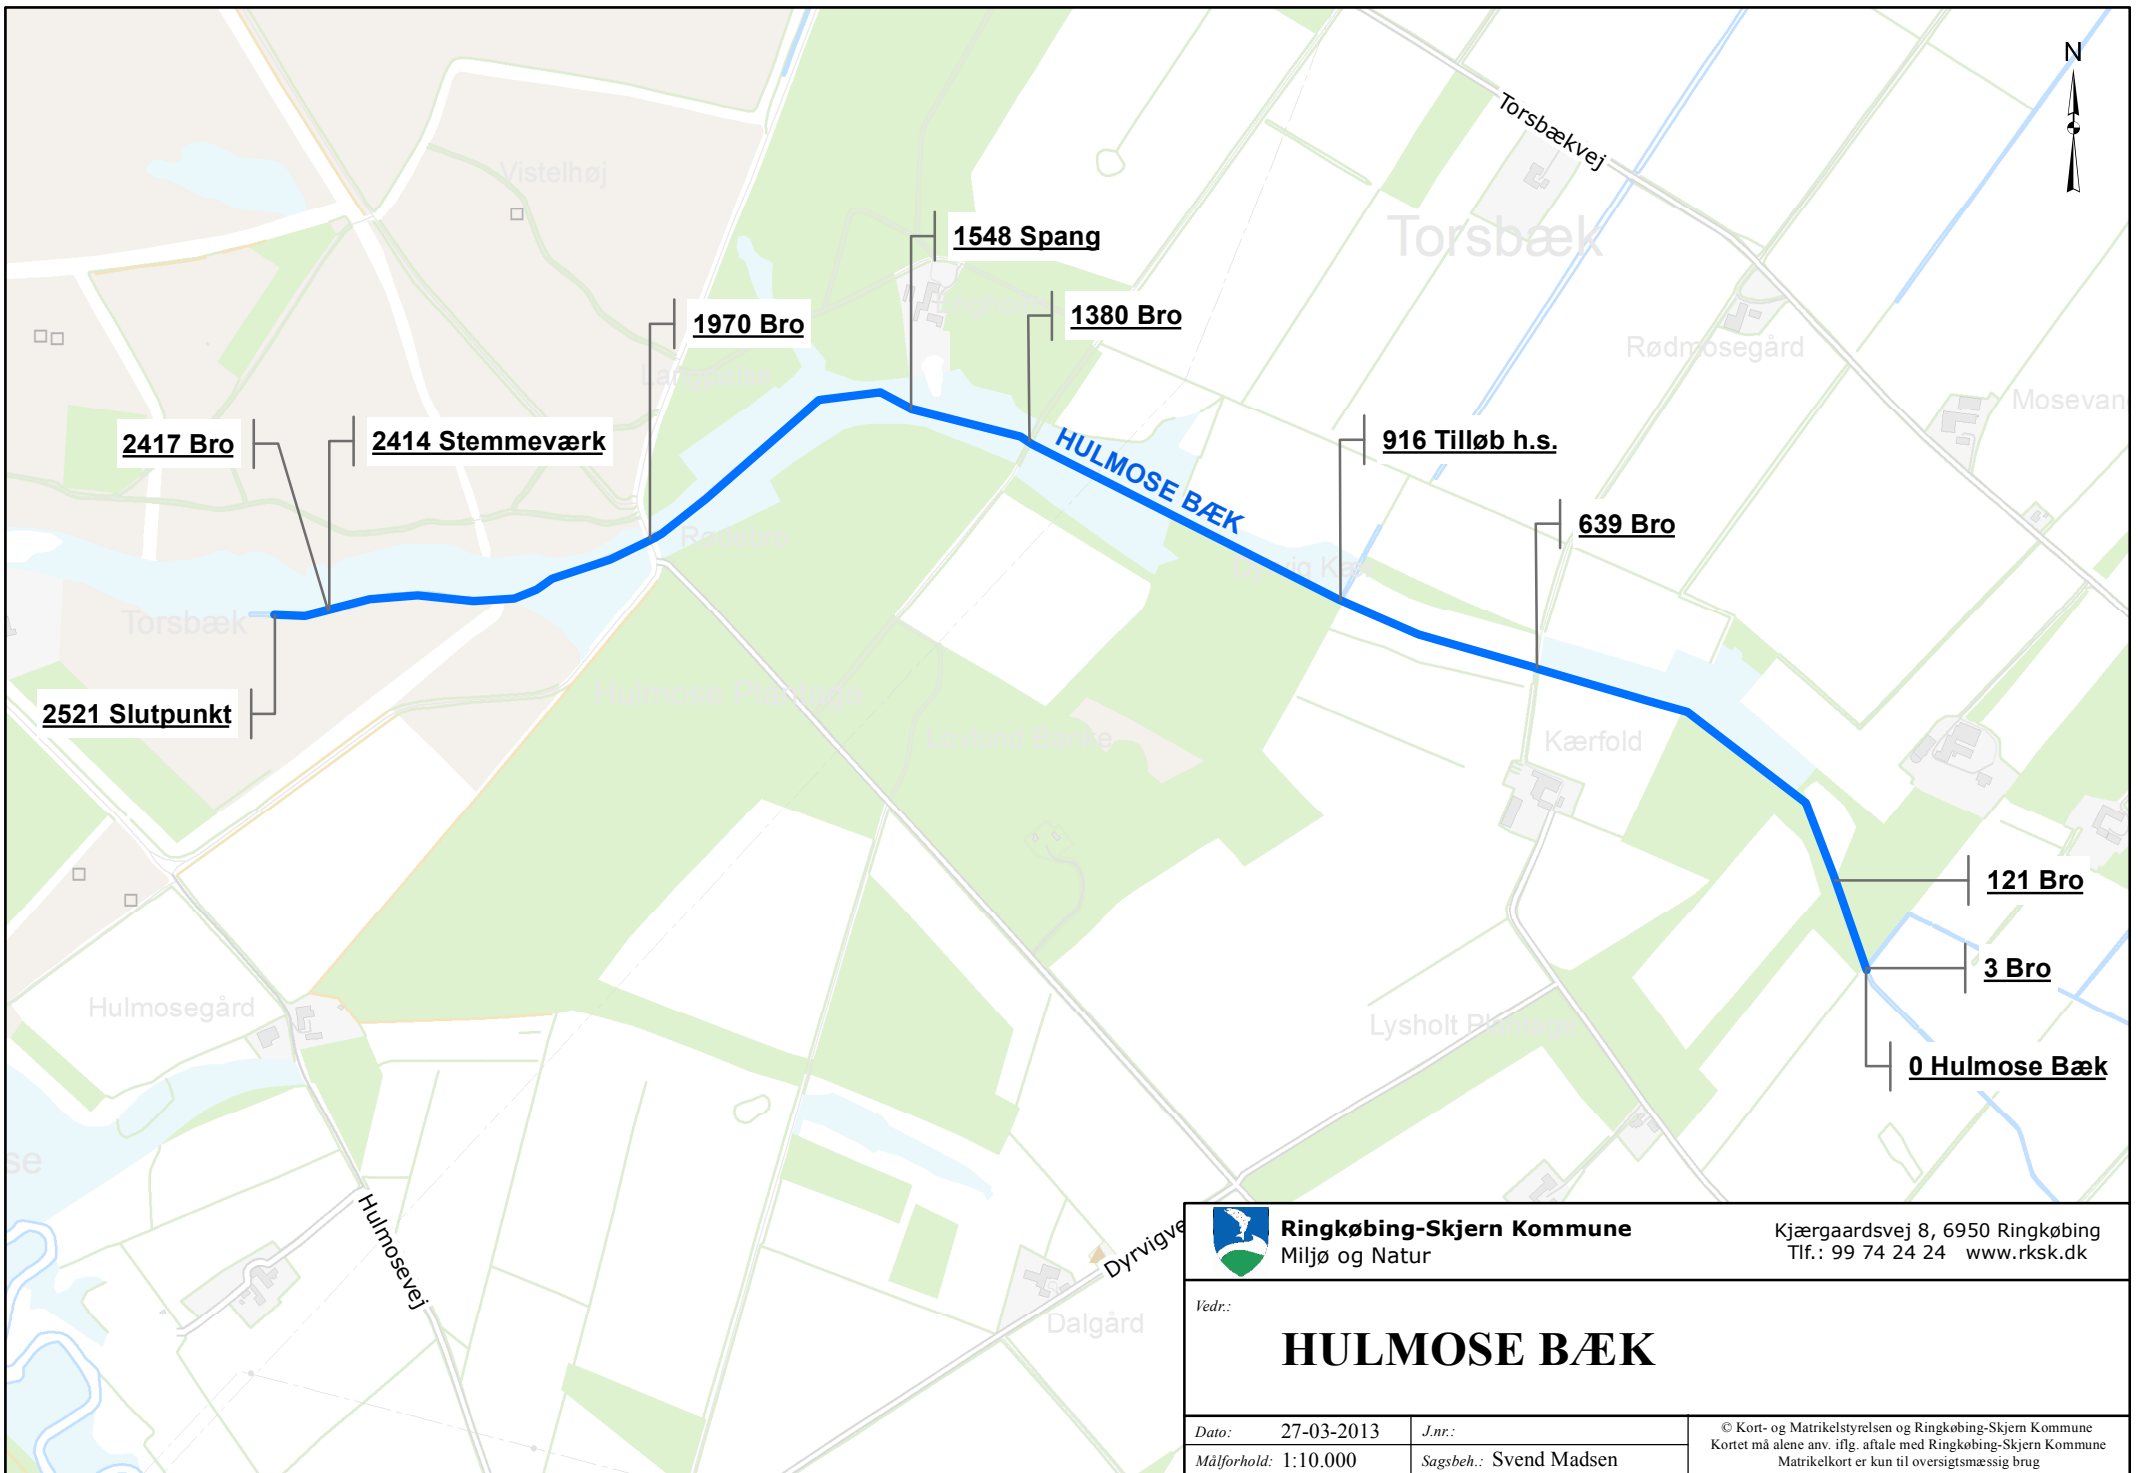 N
Torsbækvej
Vistelhøj
Torsbæk
1548 Spang
1970 Bro
1380 Bro
Rødmosegård
Mosevan
2417 Bro
2414 Stemmeværk
HULMOSE BÆK
916 Tilløb h.s.
639 Bro
Torsbæk
Hulmose Plantage
2521 Slutpunkt
Kærfold
121 Bro
3 Bro
Hulmosegård
Lysholt Plantage
0 Hulmose Bæk
se
Hulmosevej
Dyrvigve
Dalgård
Ringkøbing-Skjern Kommune
Miljø og Natur
Kjærgaardsvej 8, 6950 Ringkøbing
Tlf.: 99 74 24 24 www.rksk.dk
Vedr.:
HULMOSE BÆK
Dato: 27-03-2013
J.nr.:
Målforhold: 1:10.000
Sagsbeh.: Svend Madsen
© Kort- og Matrikelstyrelsen og Ringkøbing-Skjern Kommune
Kortet må alene anv. iflg. aftale med Ringkøbing-Skjern Kommune
Matrikelkort er kun til oversigtsmæssig brug